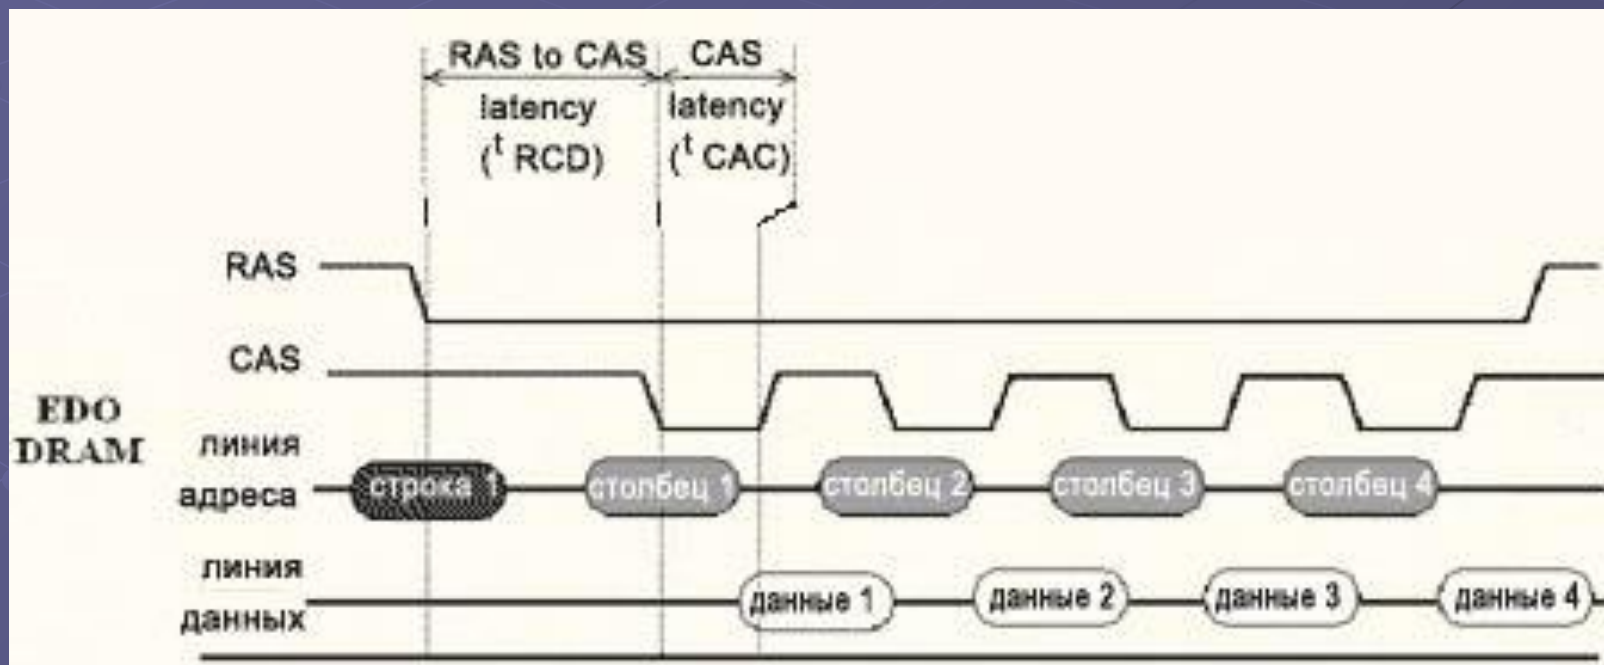 RAS to CAS
latency
(t RCD)
CAS
latency
(t CAC)
RAS
CAS
EDO
DRAM
линия
адреса
строка 1
столбец 1
столбец 2
столбец 3
столбец 4
линия
данных
данные 1
данные 2
данные 3
данные 4